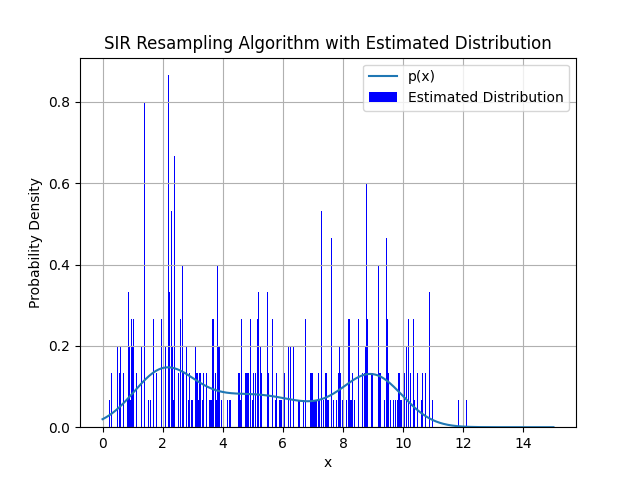 SIR Resampling Algorithm with Estimated Distribution
p(x)
Estimated Distribution
Probability Density
0.8
0.6
0.4
0.2
0.0
0 2 4 6 8 10 12 14
x